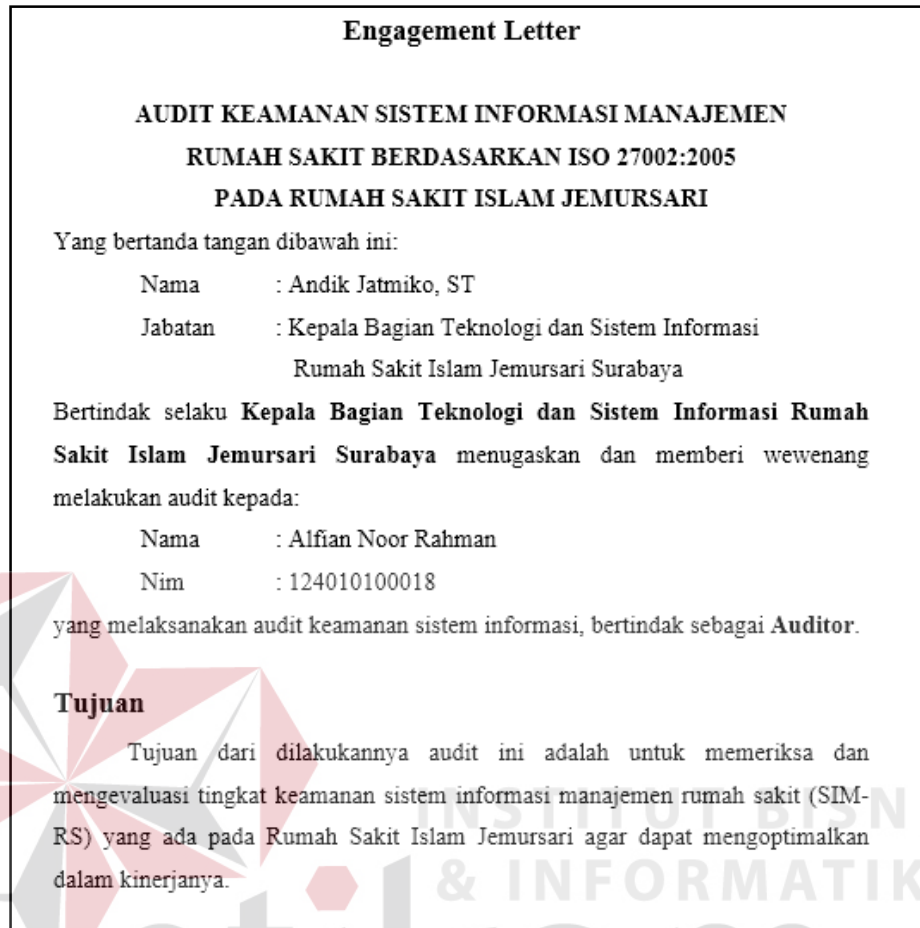 Engagement Letter
AUDIT KEAMANAN SISTEM INFORMASI MANAJEMEN
RUMAH SAKIT BERDASARKAN ISO 27002:2005
PADA RUMAH SAKIT ISLAM JEMURSARI
Yang bertanda tangan dibawah ini:
Nama : Andik Jatmiko, ST
Jabatan : Kepala Bagian Teknologi dan Sistem Informasi
Rumah Sakit Islam Jemursari Surabaya
Bertindak selaku Kepala Bagian Teknologi dan Sistem Informasi Rumah
Sakit Islam Jemursari Surabaya menugaskan dan memberi wewenang
melakukan audit kepada:
Nama : Alfian Noor Rahman
Nim : 124010100018
yang melaksanakan audit keamanan sistem informasi, bertindak sebagai Auditor.
Tujuan
Tujuan dari dilakukannya audit ini adalah untuk memeriksa dan
mengevaluasi tingkat keamanan sistem informasi manajemen rumah sakit (SIM-
RS) yang ada pada Rumah Sakit Islam Jemursari agar dapat mengoptimalkan
dalam kinerjanya.
INSTITUT BISN
& INFORMATIK